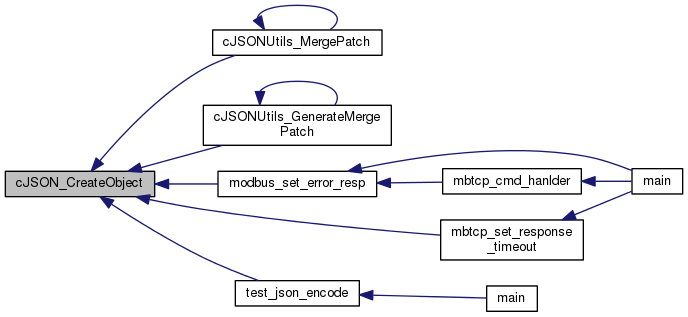 cJSONUtils_MergePatch
cJSONUtils_GenerateMerge
Patch
cJSON_CreateObject
modbus_set_error_resp
mbtcp_cmd_hanlder
main
mbtcp_set_response
_timeout
test_json_encode
main